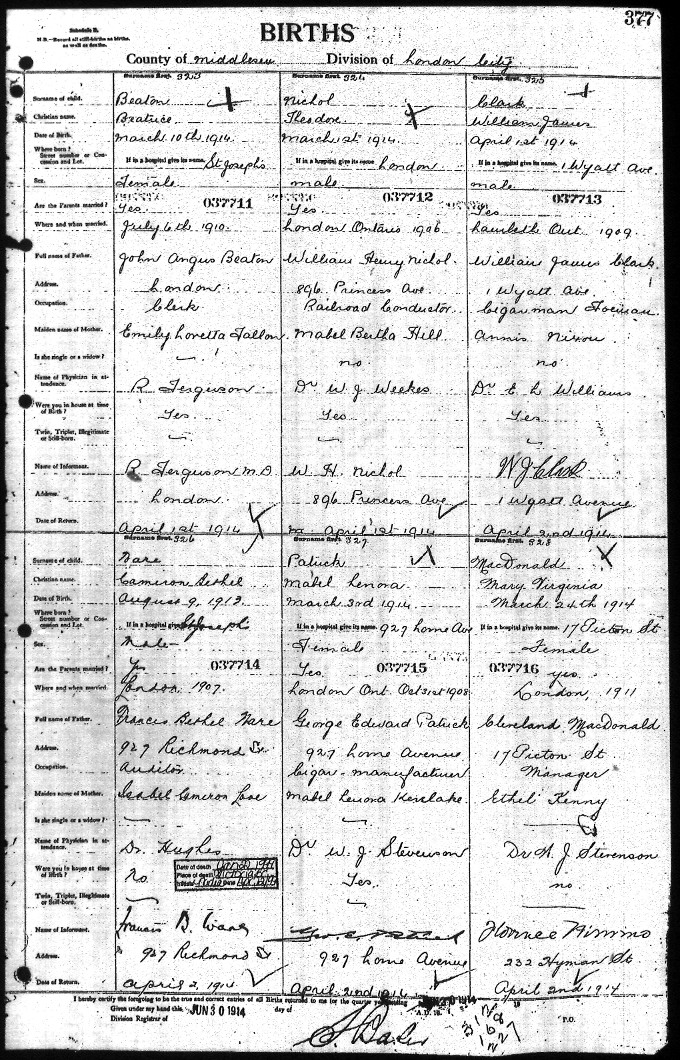 377
Schedule B.
N. B.—Record all still-births as births, as well as deaths.
BIRTHS
County of Middlesex Division of London City
Surname first. 323 Surname first. 324 Surname first. 325
Surname of child. Beaton Nichol Clark
Christian name. Beatrice Theodore William James
Date of Birth. March 10th 1914 March 1st 1914 April 1st 1914
Where born? Street number or Concession and Lot. If in a hospital give its name. St Josephs If in a hospital give its name London If in a hospital give its name. 1 Wyatt Ave.
Sex. Female male male
037711 037712 037713
Are the Parents married? Yes. Yes. Yes
Where and when married. July 6th 1910. London Ontario 1906 Ont 1909.
Full name of Father. John Angus Beaton William Henry Nichol. William James Clark.
Address. London 896 Princess Ave. 1 Wyatt Ave
Occupation. Clerk Railroad Conductor. Cigar man
Maiden name of Mother. Emily Loretta Fallon. Mabel Bertha Hill. Annis Nixon
Is she single or a widow? — no no
Name of Physician in attendance. R Ferguson. Dr W J Weekes Dr E L Williams
Were you in house at time of Birth? Yes. Yes Yes
Twin, Triplet, Illegitimate or Still-born.
Name of Informant. R Ferguson M.D. W. H. Nichol W J Clark
Address. London. 896 Princess Ave 1 Wyatt Avenue
Date of Return. April 1st 1914 April 1st 1914 April 2nd 1914.
Surname first. 326 Surname first. 327 Surname first. 328
Surname of child. Ware Patrick MacDonald
Christian name. Cameron Bethel Mabel Lenora. Mary Virginia
Date of Birth. August 9, 1913. March 3rd 1914 March 24th 1914
Where born? Street number or Concession and Lot. If in a hospital give St Joseph If in a hospital give its name. 927 Lorne Ave If in a hospital give its name. 17 Picton St
Sex. Male Female Female
037714 037715 037716
Are the Parents married? Yes Yes. yes.
Where and when married. London. 1907. London Ont. Oct 31st 1908 London, 1911
Full name of Father. Francis Bethel Ware George Edward Patrick Cleveland MacDonald
Address. 927 Richmond St 927 Lorne Avenue 17 Picton St
Occupation. Auditor Cigar-manufacturer Manager
Maiden name of Mother. Isabel Cameron Love Mabel Lenora Kerslake. Ethel Kenny
Is she single or a widow?
Name of Physician in attendance. Dr. Hughes Dr W. J. Stevenson Dr W. J. Stevenson
Were you in house at time of Birth? No Yes. no
Date of death
Place of death
Twin, Triplet, Illegitimate or Still-born.
Name of Informant. Francis B. Ware Geo. E. Patrick
Address " 927 Richmond St 927 Lorne Avenue 232 Hyman St
Date of Return. April 2, 1914. April 2nd 1914 April 2nd 1914
I hereby certify the foregoing to be the true and correct entries of all Births returned to me for the quarter ending JUN 30 1914 19
Given under my hand this JUN 30 1914 day of A.D. 19
Division Registrar of P.O.